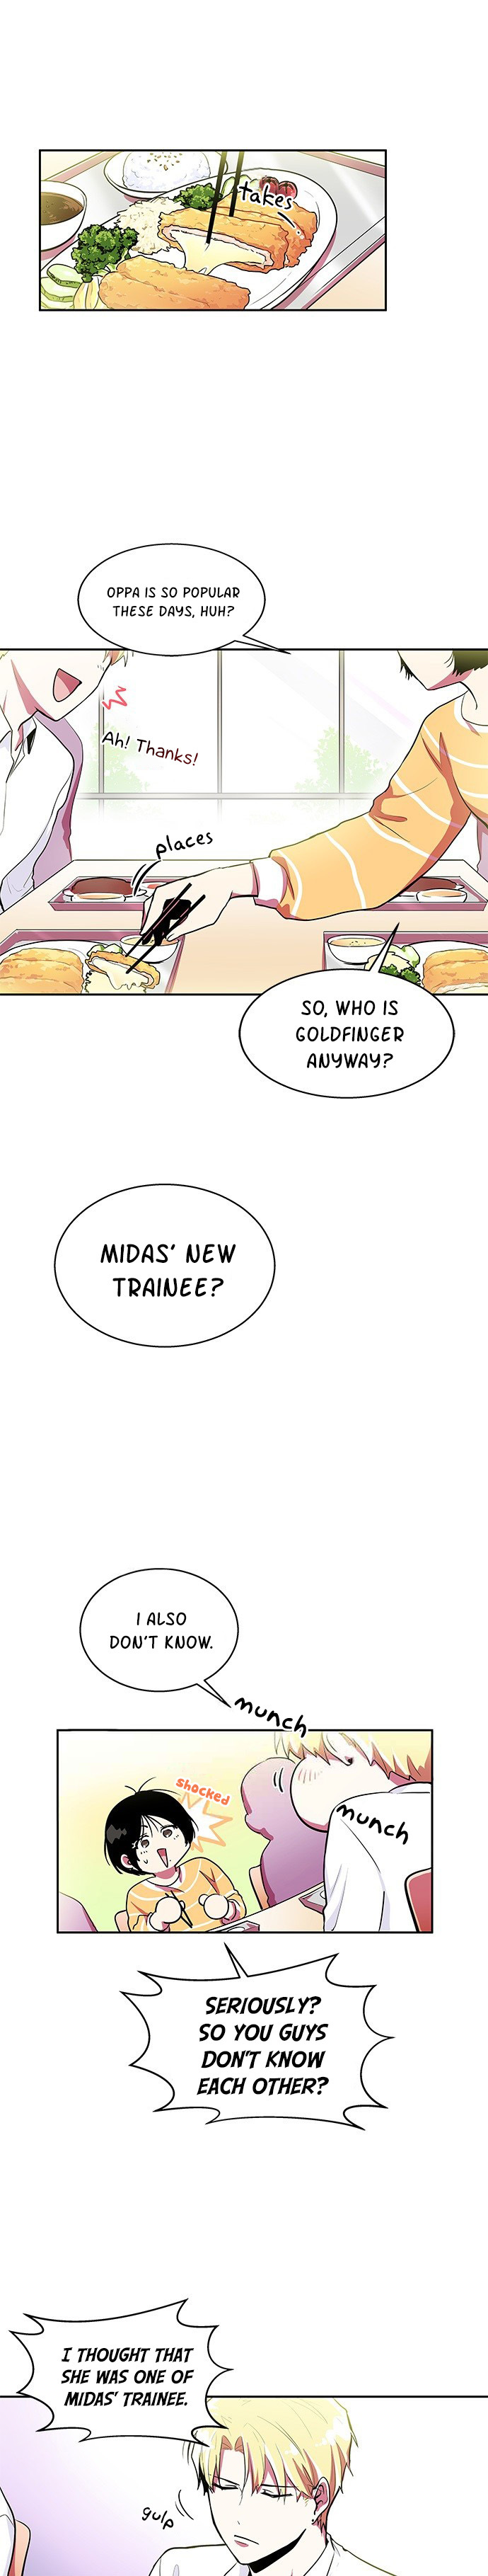 takes
OPPA IS SO POPULAR
THESE DAYS, HUH?
Ah! Thanks!
places
SO, WHO IS
GOLDFINGER
ANYWAY?
MIDAS' NEW
TRAINEE?
I ALSO
DON'T KNOW.
munch
shocked
munch
SERIOUSLY?
SO YOU GUYS
DON'T KNOW
EACH OTHER?
I THOUGHT THAT
SHE WAS ONE OF
MIDAS' TRAINEE.
gulp